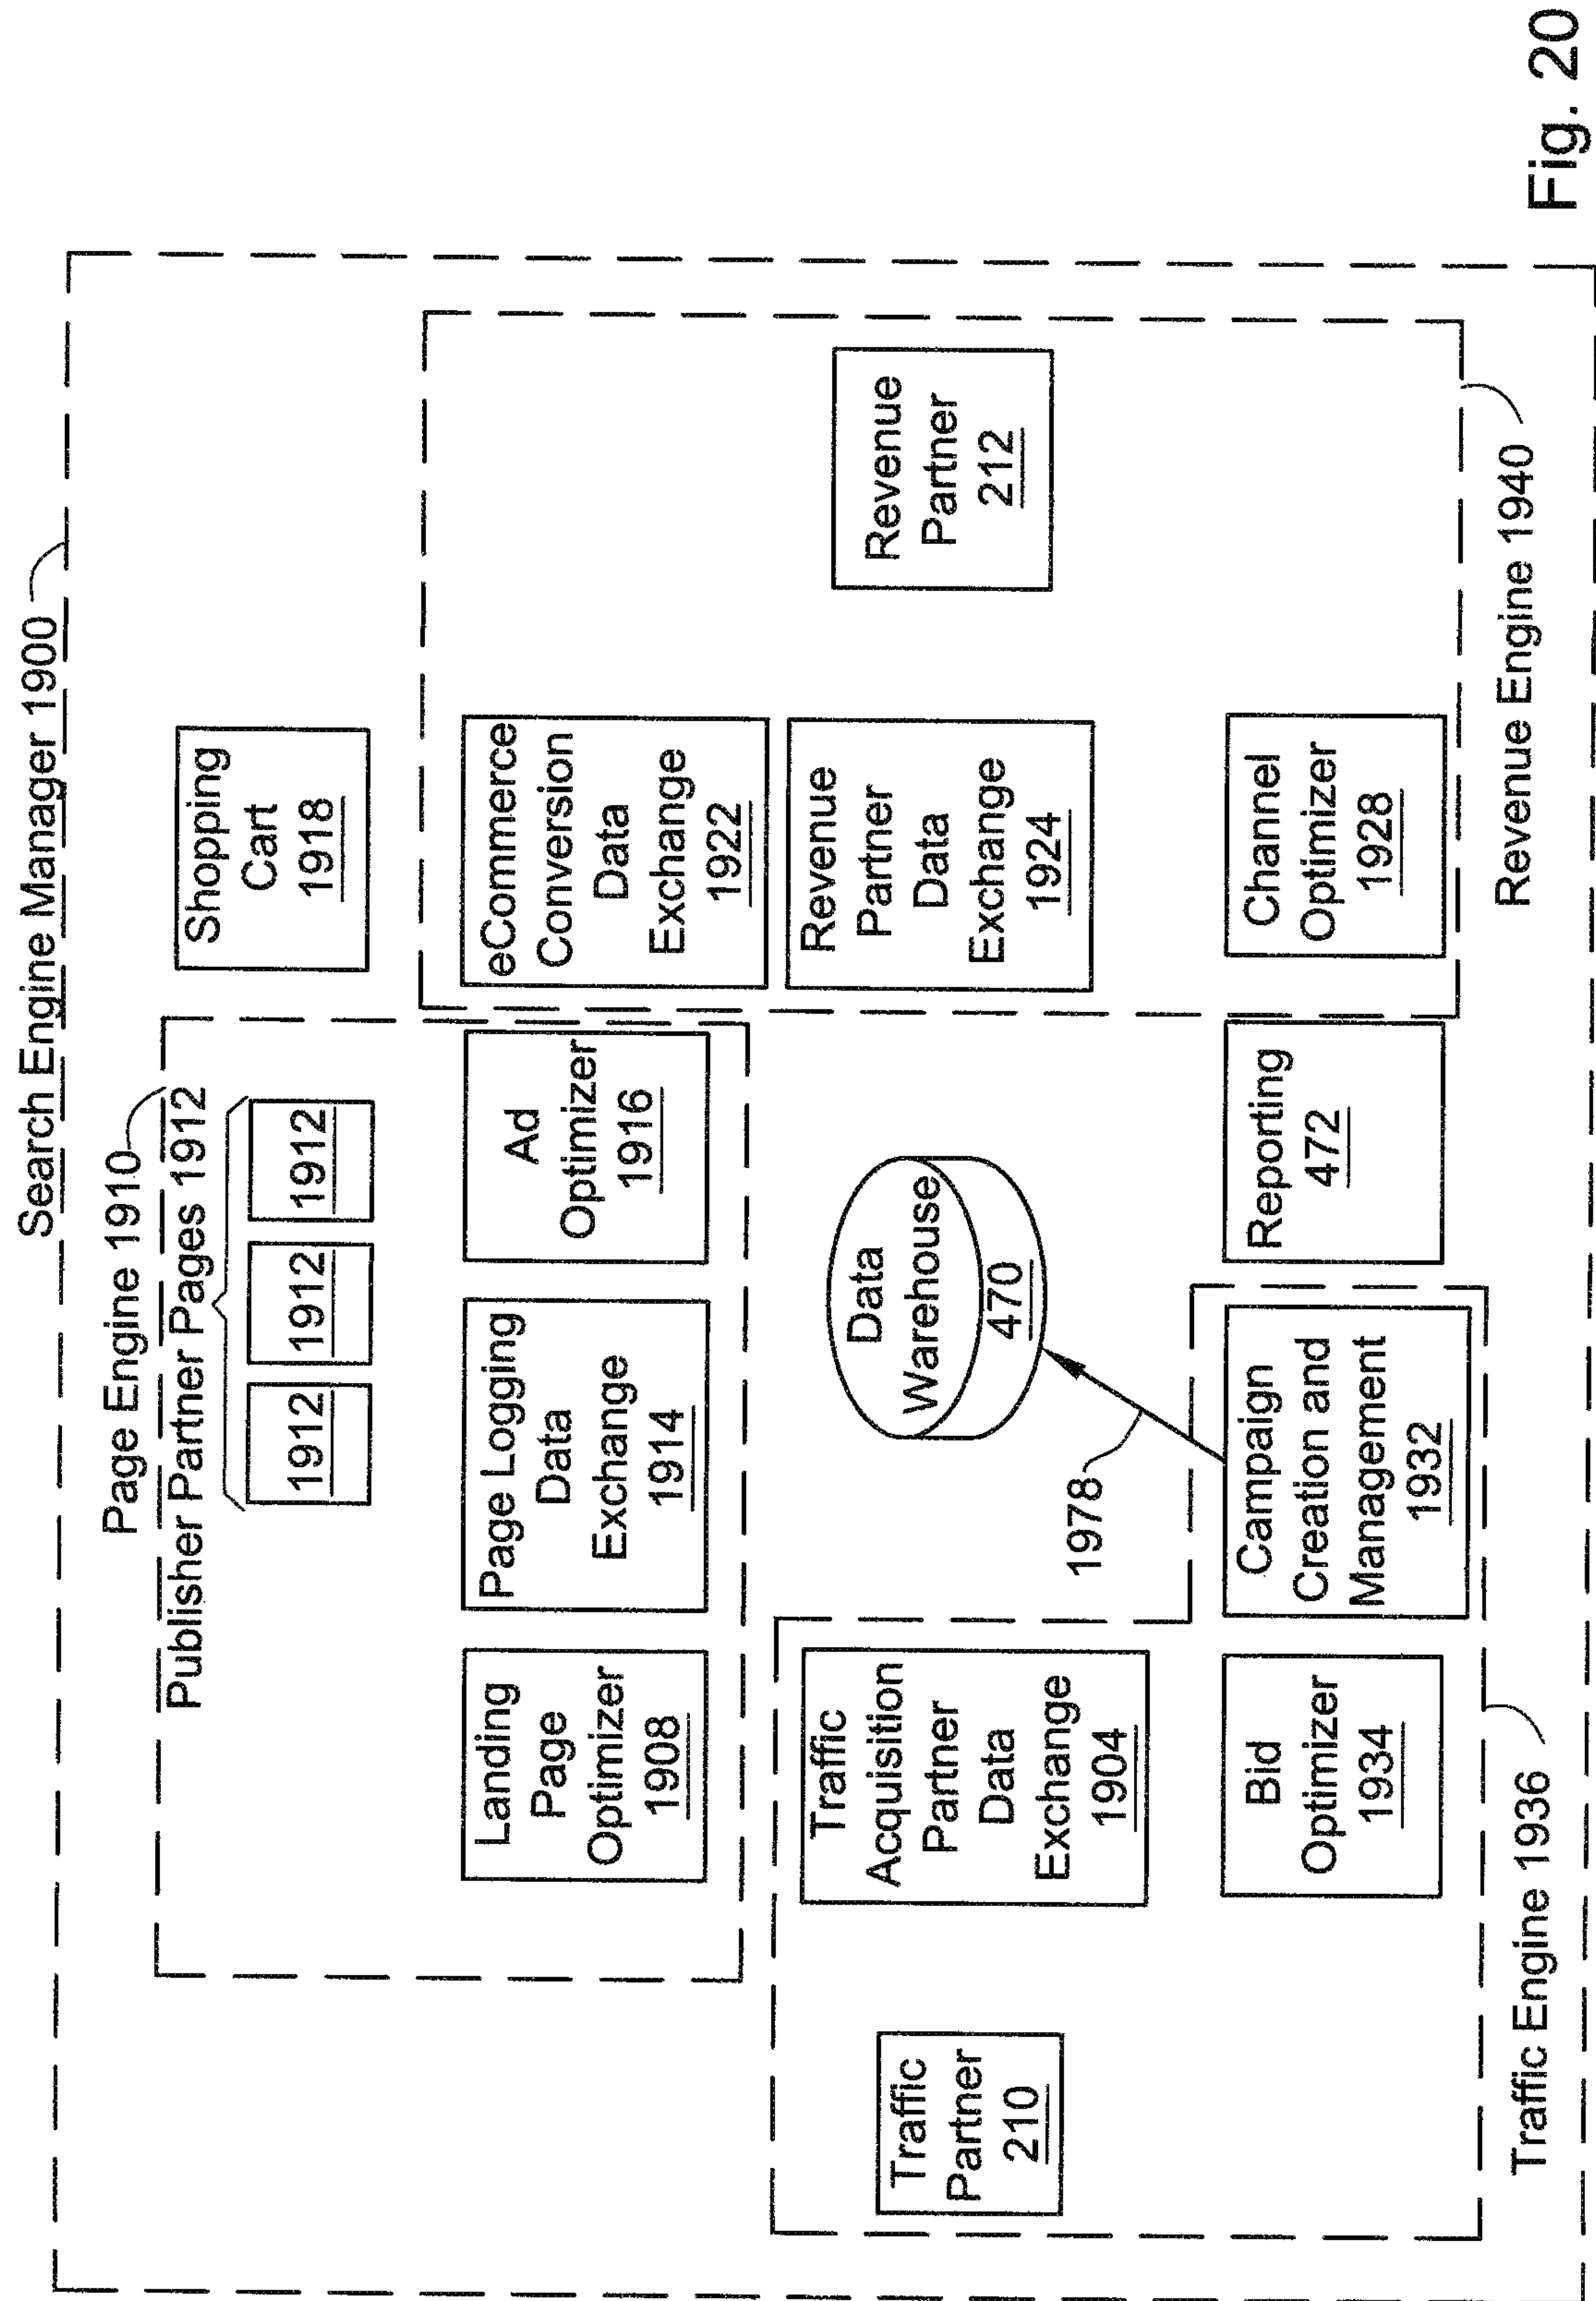 Search Engine Manager 1900
Page Engine 1910
Publisher Partner Pages 1912
1912
1912
1912
Shopping
Cart
1918
Landing
Page
Optimizer
1908
Page Logging
Data
Exchange
1914
Ad
Optimizer
1916
eCommerce
Conversion
Data
Exchange
1922
Traffic
Partner
210
Traffic
Acquisition
Partner
Data
Exchange
1904
Data
Warehouse
470
Revenue
Partner
Data
Exchange
1924
Revenue
Partner
212
1978
Bid
Optimizer
1934
Campaign
Creation and
Management
1932
Reporting
472
Channel
Optimizer
1928
Traffic Engine 1936
Revenue Engine 1940
Fig. 20